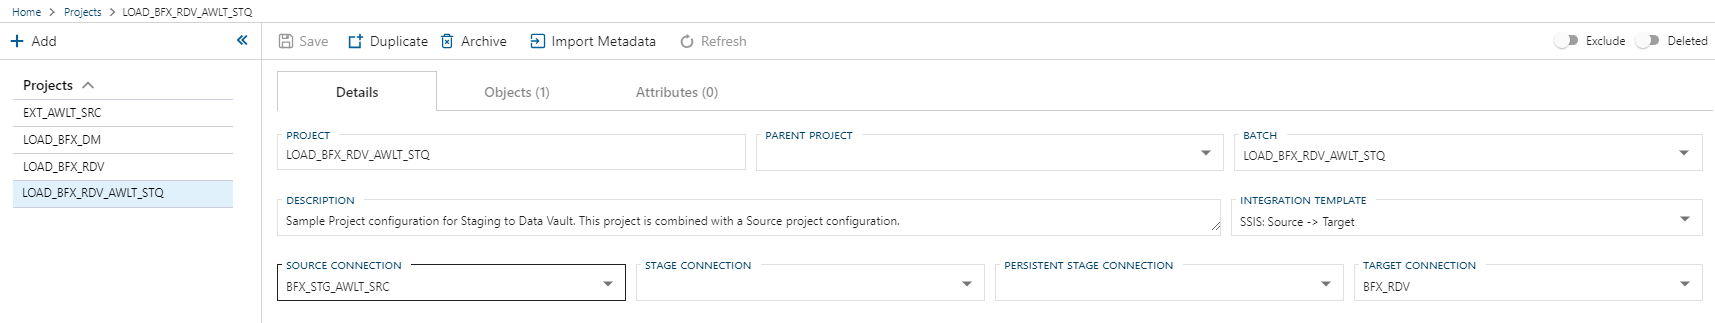 Home > Projects > LOAD_BFX_RDV_AWLT_STQ
+ Add
Save Duplicate Archive Import Metadata Refresh Exclude Deleted
Projects
EXT_AWLT_SRC
LOAD_BFX_DM
LOAD_BFX_RDV
LOAD_BFX_RDV_AWLT_STQ
Details Objects (1) Attributes (0)
PROJECT
LOAD_BFX_RDV_AWLT_STQ
PARENT PROJECT
BATCH
LOAD_BFX_RDV_AWLT_STQ
DESCRIPTION
Sample Project configuration for Staging to Data Vault. This project is combined with a Source project configuration.
INTEGRATION TEMPLATE
SSIS: Source -> Target
SOURCE CONNECTION
BFX_STG_AWLT_SRC
STAGE CONNECTION
PERSISTENT STAGE CONNECTION
TARGET CONNECTION
BFX_RDV